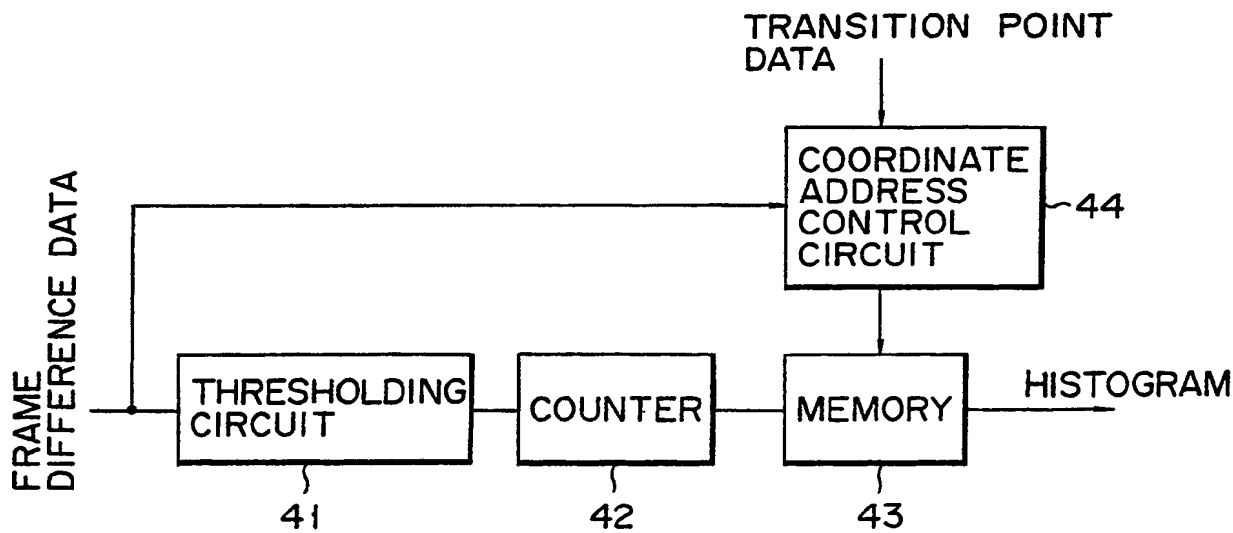 TRANSITION POINT
DATA
COORDINATE
ADDRESS
CONTROL
CIRCUIT
44
FRAME
DIFFERENCE DATA
THRESHOLDING
CIRCUIT
COUNTER
MEMORY
HISTOGRAM
41
42
43